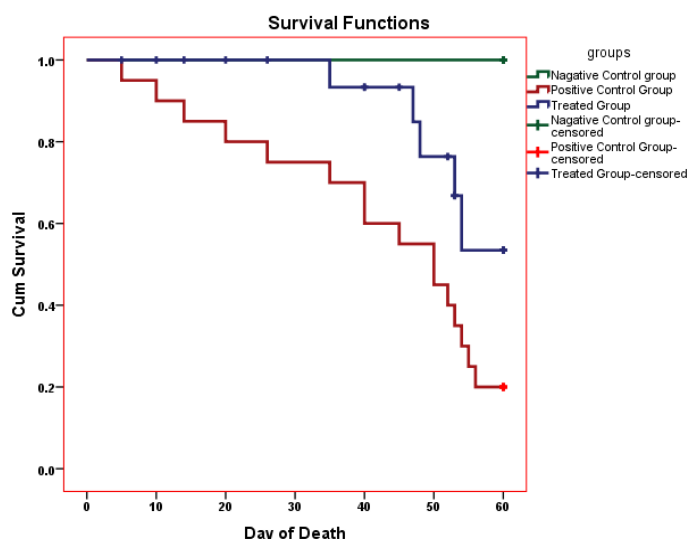 Survival Functions
groups
Nagative Control group
Positive Control Group
Treated Group
Negative Control group-
censored
Positive Control Group-
censored
Treated Group-censored
Cum Survival
1.0
0.8
0.6
0.4
0.2
0.0
0 10 20 30 40 50 60
Day of Death